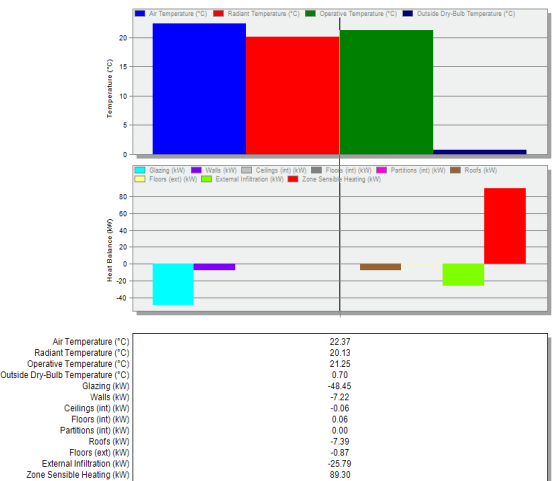 Air Temperature (°C) Radiant Temperature (°C) Operative Temperature (°C) Outside Dry-Bulb Temperature (°C)
20
15
10
5
0
Temperature (°C)
Glazing (kW) Walls (kW) Ceilings (int) (kW) Floors (int) (kW) Partitions (int) (kW) Roofs (kW)
Floors (ext) (kW) External Infiltration (kW) Zone Sensible Heating (kW)
80
60
40
20
0
-20
-40
Heat Balance (kW)
Air Temperature (°C) 22.37
Radiant Temperature (°C) 20.13
Operative Temperature (°C) 21.25
Outside Dry-Bulb Temperature (°C) 0.70
Glazing (kW) -48.45
Walls (kW) -7.22
Ceilings (int) (kW) -0.06
Floors (int) (kW) 0.06
Partitions (int) (kW) 0.00
Roofs (kW) -7.39
Floors (ext) (kW) -0.87
External Infiltration (kW) -25.79
Zone Sensible Heating (kW) 89.30